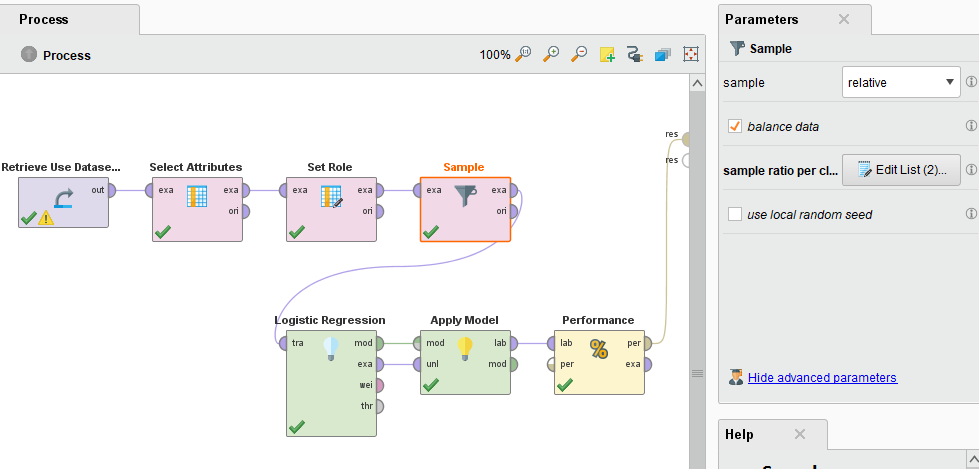 Process
Process
100%
Retrieve Use Datase...
out
Select Attributes
exa
exa
ori
Set Role
exa
exa
ori
Sample
exa
exa
ori
res
res
Logistic Regression
tra
mod
exa
wei
thr
Apply Model
mod
lab
unl
mod
Performance
lab
per
per
exa
%
Parameters
Sample
sample
relative
balance data
sample ratio per cl...
Edit List (2)...
use local random seed
Hide advanced parameters
Help